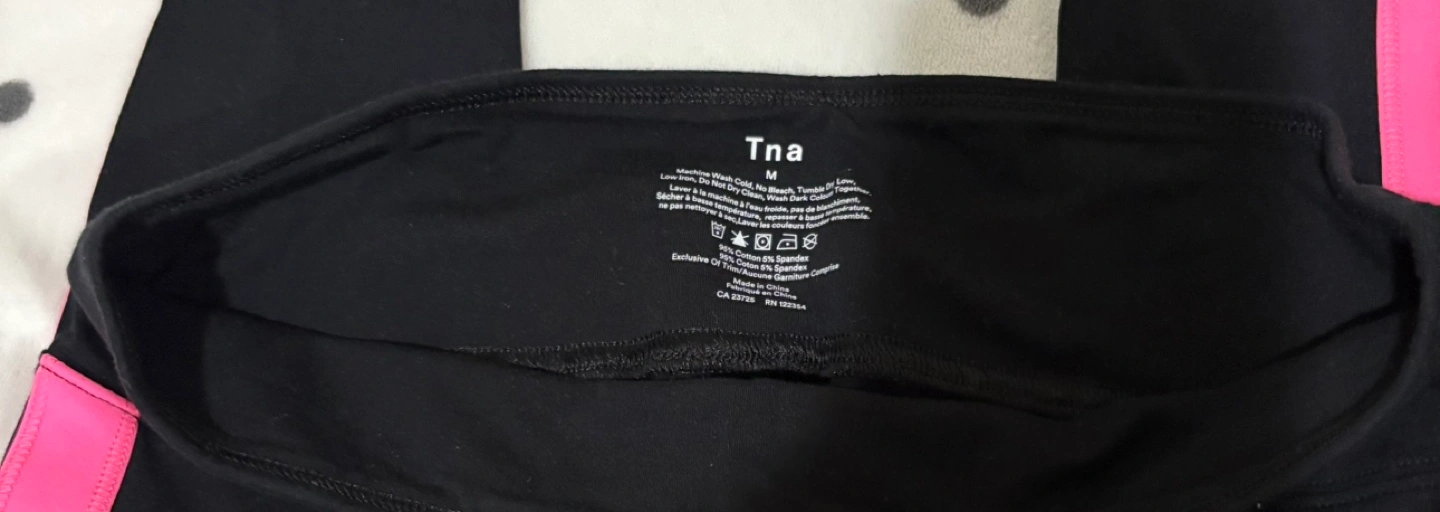 Tna
M
Machine Wash Cold, No Bleach, Tumble Dry Low,
Low Iron, Do Not Dry Clean, Wash Dark Colours Together.
Laver à la machine à l'eau froide, pas de blanchiment,
Sécher à basse température, repasser à basse température,
ne pas nettoyer à sec,Laver les couleurs foncées ensemble.
95% Cotton 5% Spandex
95% Coton 5% Spandex
Exclusive Of Trim/Aucune Garniture Comprise
Made in China
Fabriqué en Chine
CA 23725 RN 122354